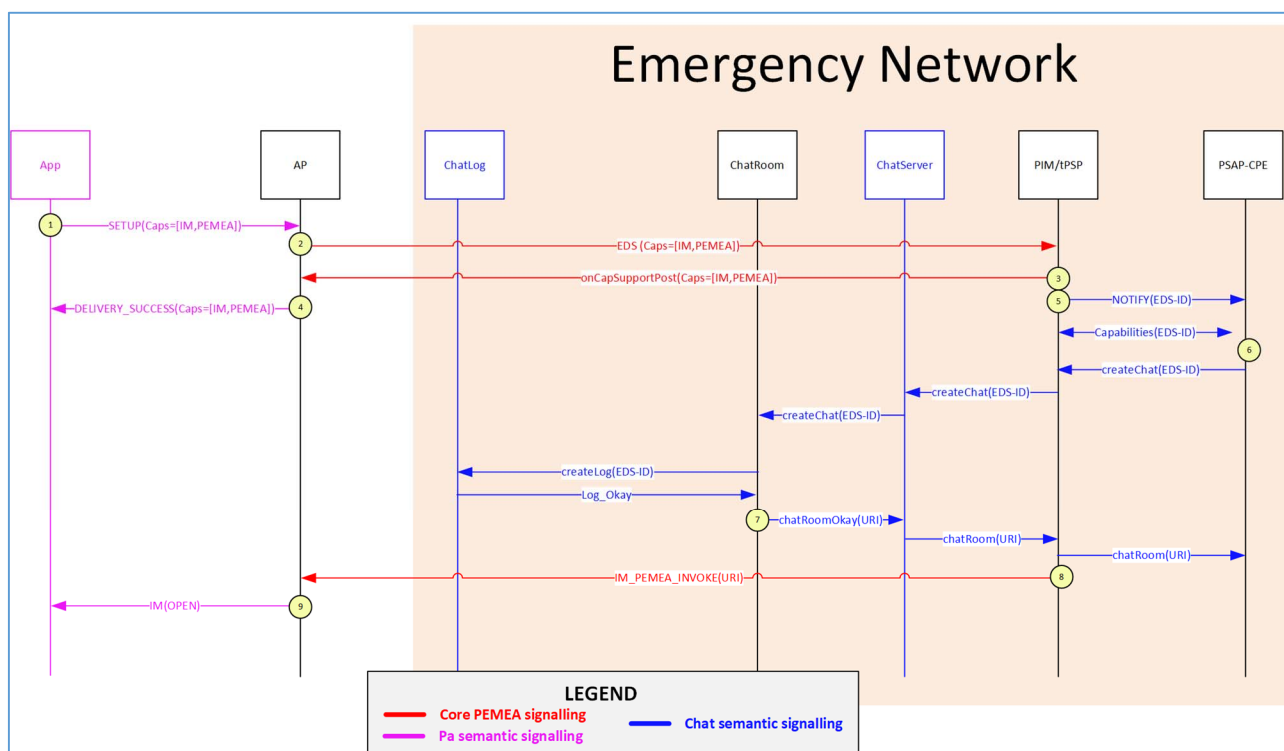 Emergency Network
App
AP
ChatLog
ChatRoom
ChatServer
PIM/tPSP
PSAP-CPE
1
SETUP(Caps=[IM,PEMEA])
2
EDS (Caps=[IM,PEMEA])
onCapSupportPost(Caps=[IM,PEMEA])
3
DELIVERY_SUCCESS(Caps=[IM,PEMEA])
4
5
NOTIFY(EDS-ID)
Capabilities(EDS-ID)
6
createChat(EDS-ID)
createChat(EDS-ID)
createChat(EDS-ID)
createLog(EDS-ID)
Log_Okay
7
chatRoomOkay(URI)
chatRoom(URI)
chatRoom(URI)
IM_PEMEA_INVOKE(URI)
8
IM(OPEN)
9
LEGEND
Core PEMEA signalling
Chat semantic signalling
Pa semantic signalling